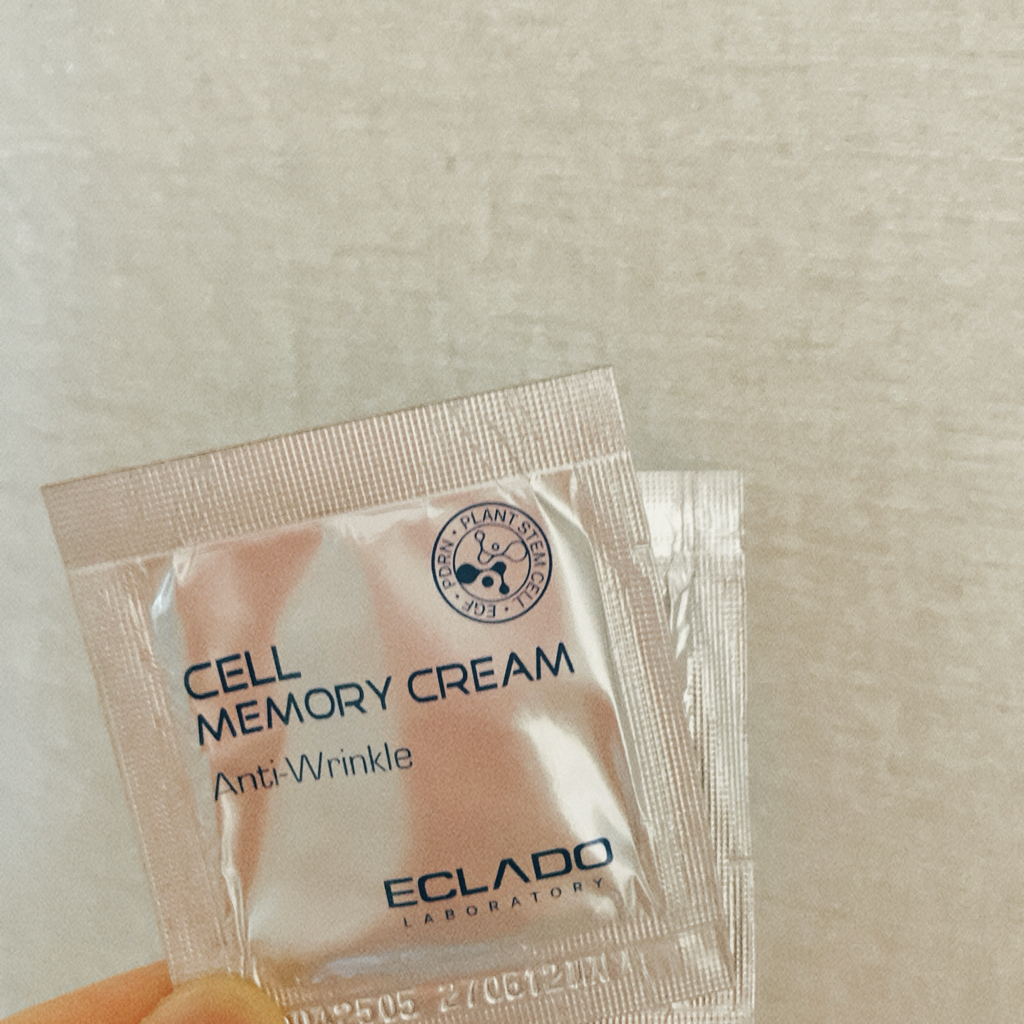 PLANT STEM CELL • EGF • PDRN •
CELL
MEMORY CREAM
Anti-Wrinkle
ECLADO
LABORATORY